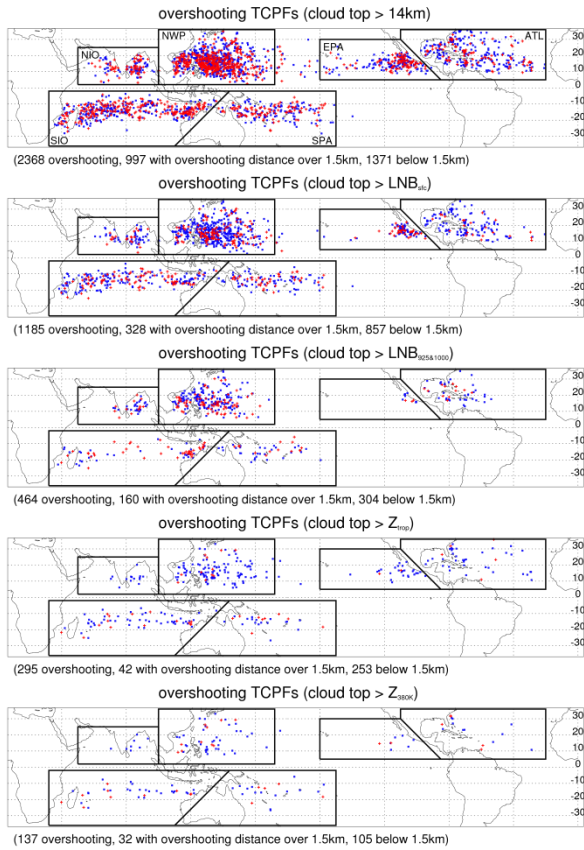 overshooting TCPFs (cloud top > 14km)
NWP
ATL
NIO
EPA
30
20
10
0
-10
-20
-30
SIO
SPA
(2368 overshooting, 997 with overshooting distance over 1.5km, 1371 below 1.5km)
overshooting TCPFs (cloud top > LNBsfc)
30
20
10
0
-10
-20
-30
(1185 overshooting, 328 with overshooting distance over 1.5km, 857 below 1.5km)
overshooting TCPFs (cloud top > LNB925&1000)
30
20
10
0
-10
-20
-30
(464 overshooting, 160 with overshooting distance over 1.5km, 304 below 1.5km)
overshooting TCPFs (cloud top > Ztrop)
30
20
10
0
-10
-20
-30
(295 overshooting, 42 with overshooting distance over 1.5km, 253 below 1.5km)
overshooting TCPFs (cloud top > Z380K)
30
20
10
0
-10
-20
-30
(137 overshooting, 32 with overshooting distance over 1.5km, 105 below 1.5km)